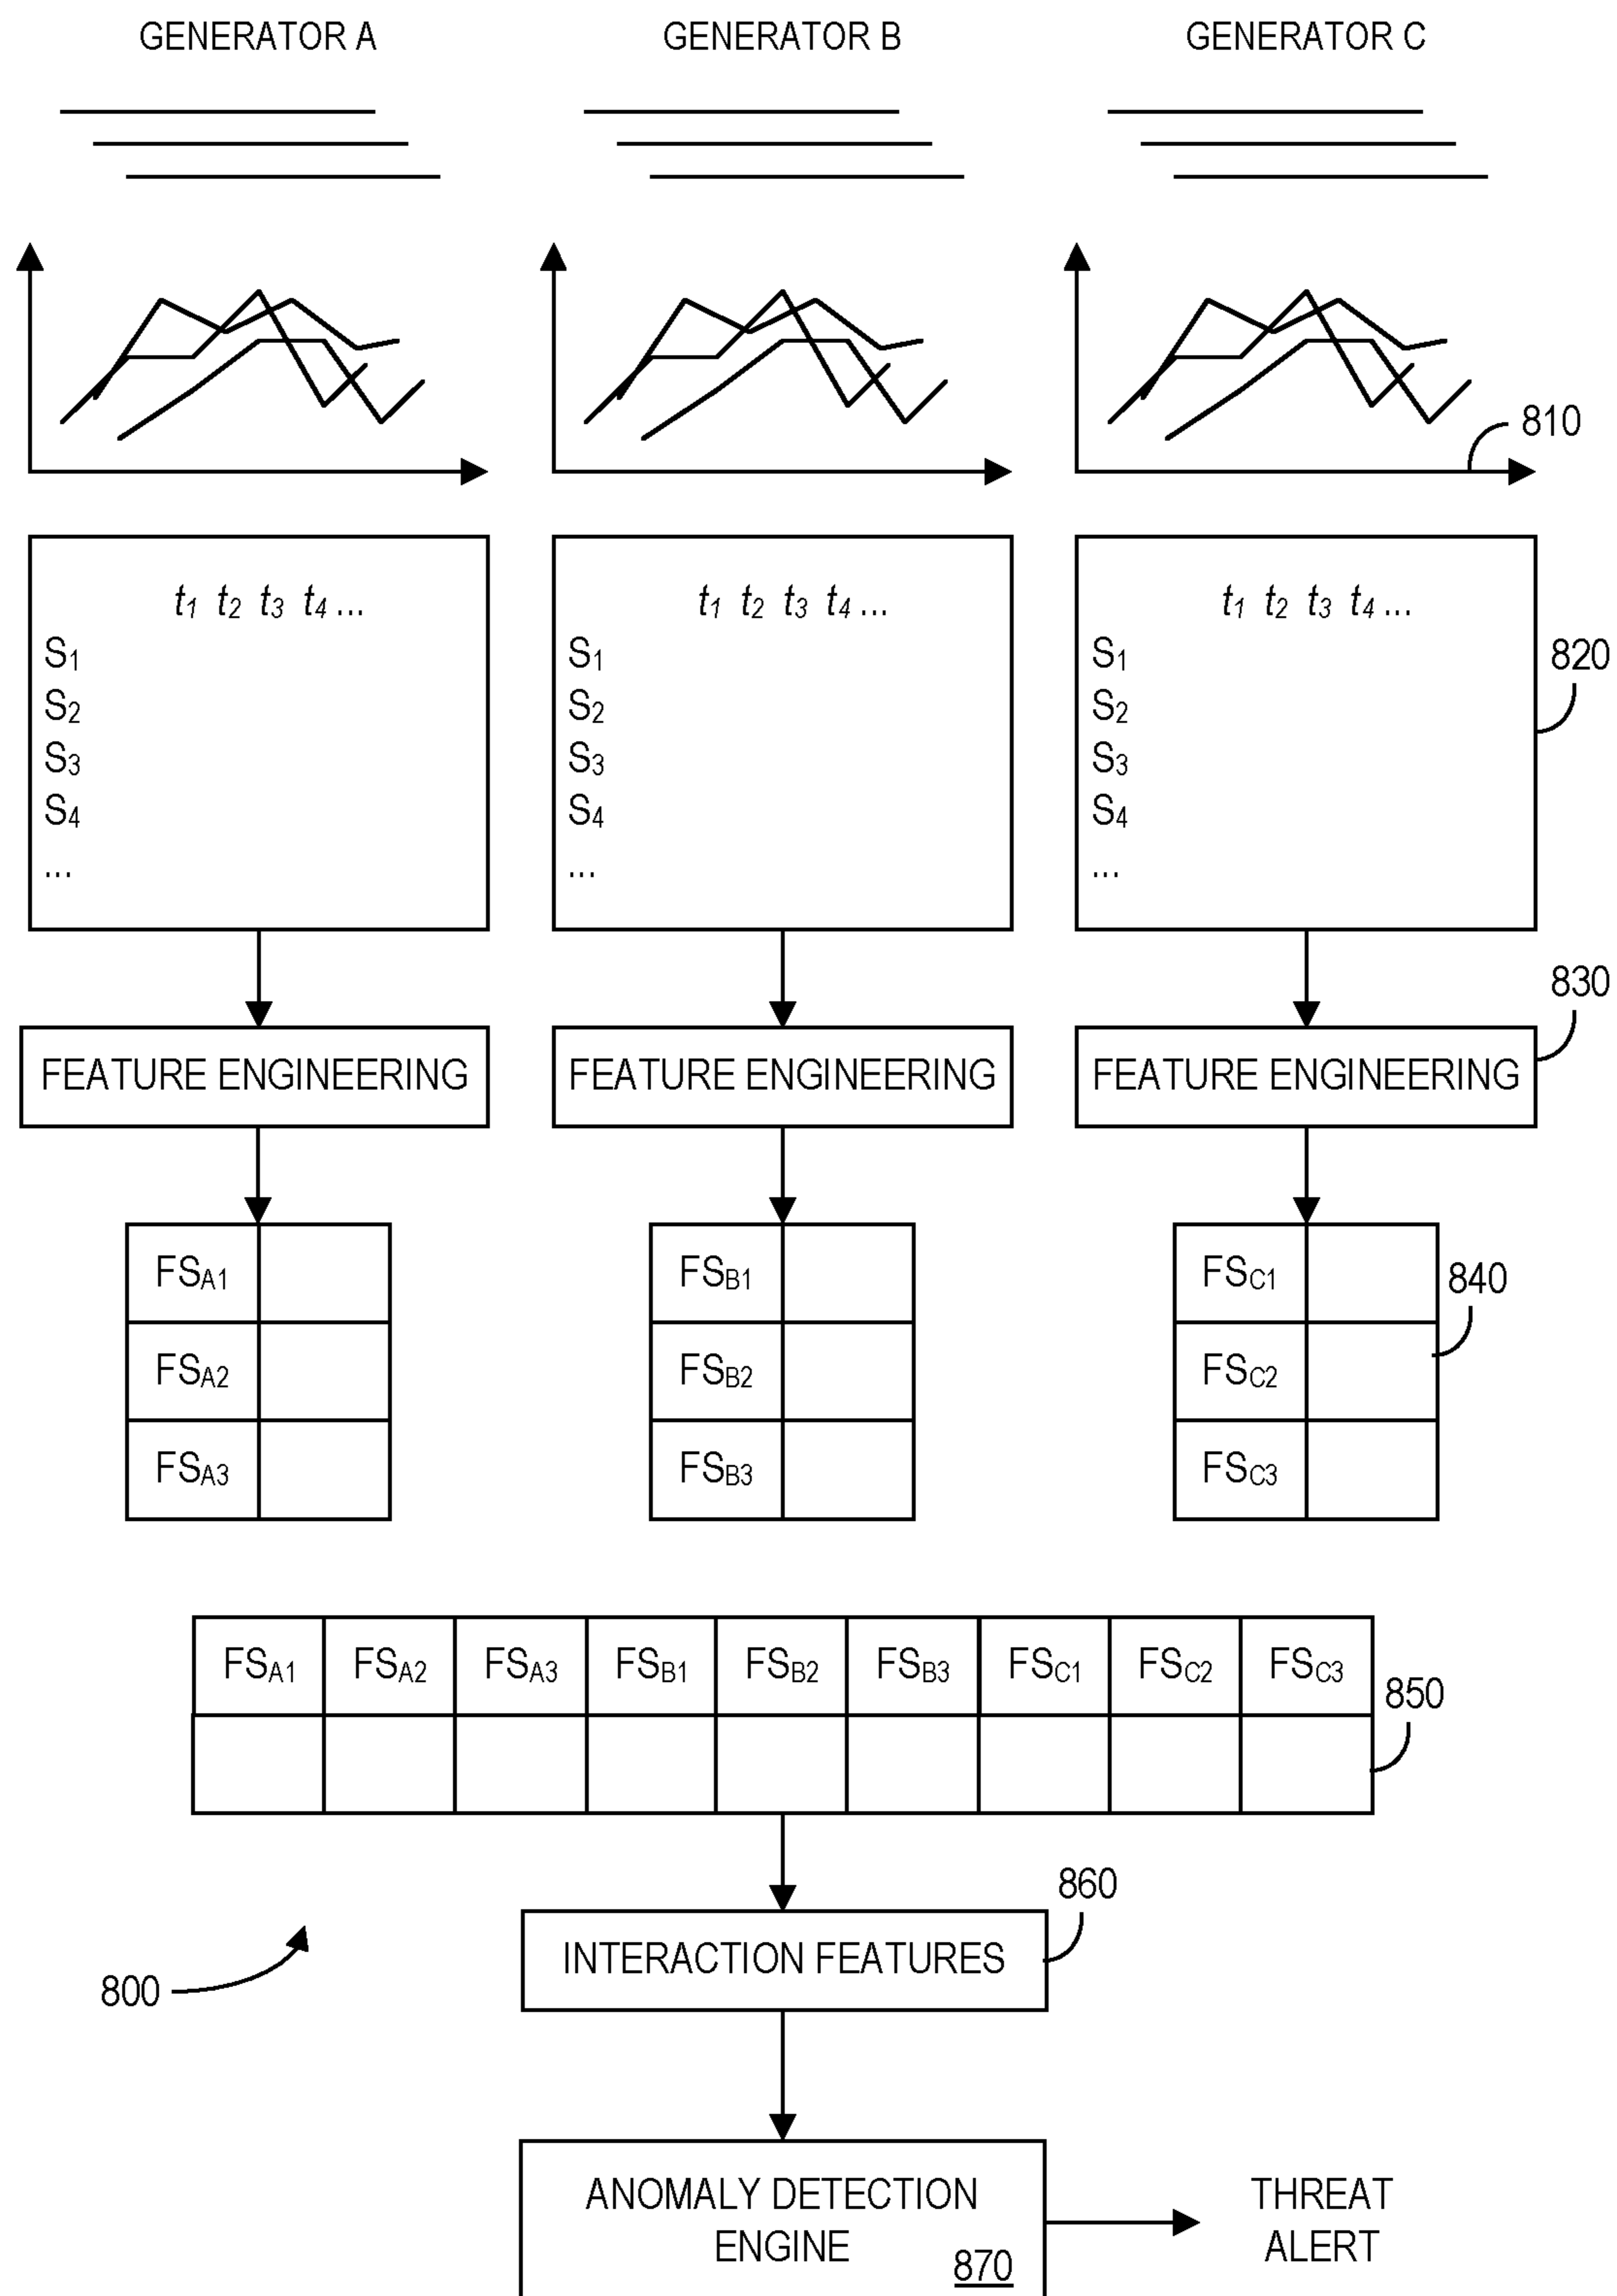 GENERATOR A GENERATOR B GENERATOR C
810
t1 t2 t3 t4 ... t1 t2 t3 t4 ... t1 t2 t3 t4 ...
S1 S1 S1
820
S2 S2 S2
S3 S3 S3
S4 S4 S4
... ... ...
830
FEATURE ENGINEERING FEATURE ENGINEERING FEATURE ENGINEERING
FSA1 FSB1 FSC1
840
FSA2 FSB2 FSC2
FSA3 FSB3 FSC3
FSA1 FSA2 FSA3 FSB1 FSB2 FSB3 FSC1 FSC2 FSC3
850
860
INTERACTION FEATURES
800
ANOMALY DETECTION
ENGINE
870
THREAT
ALERT